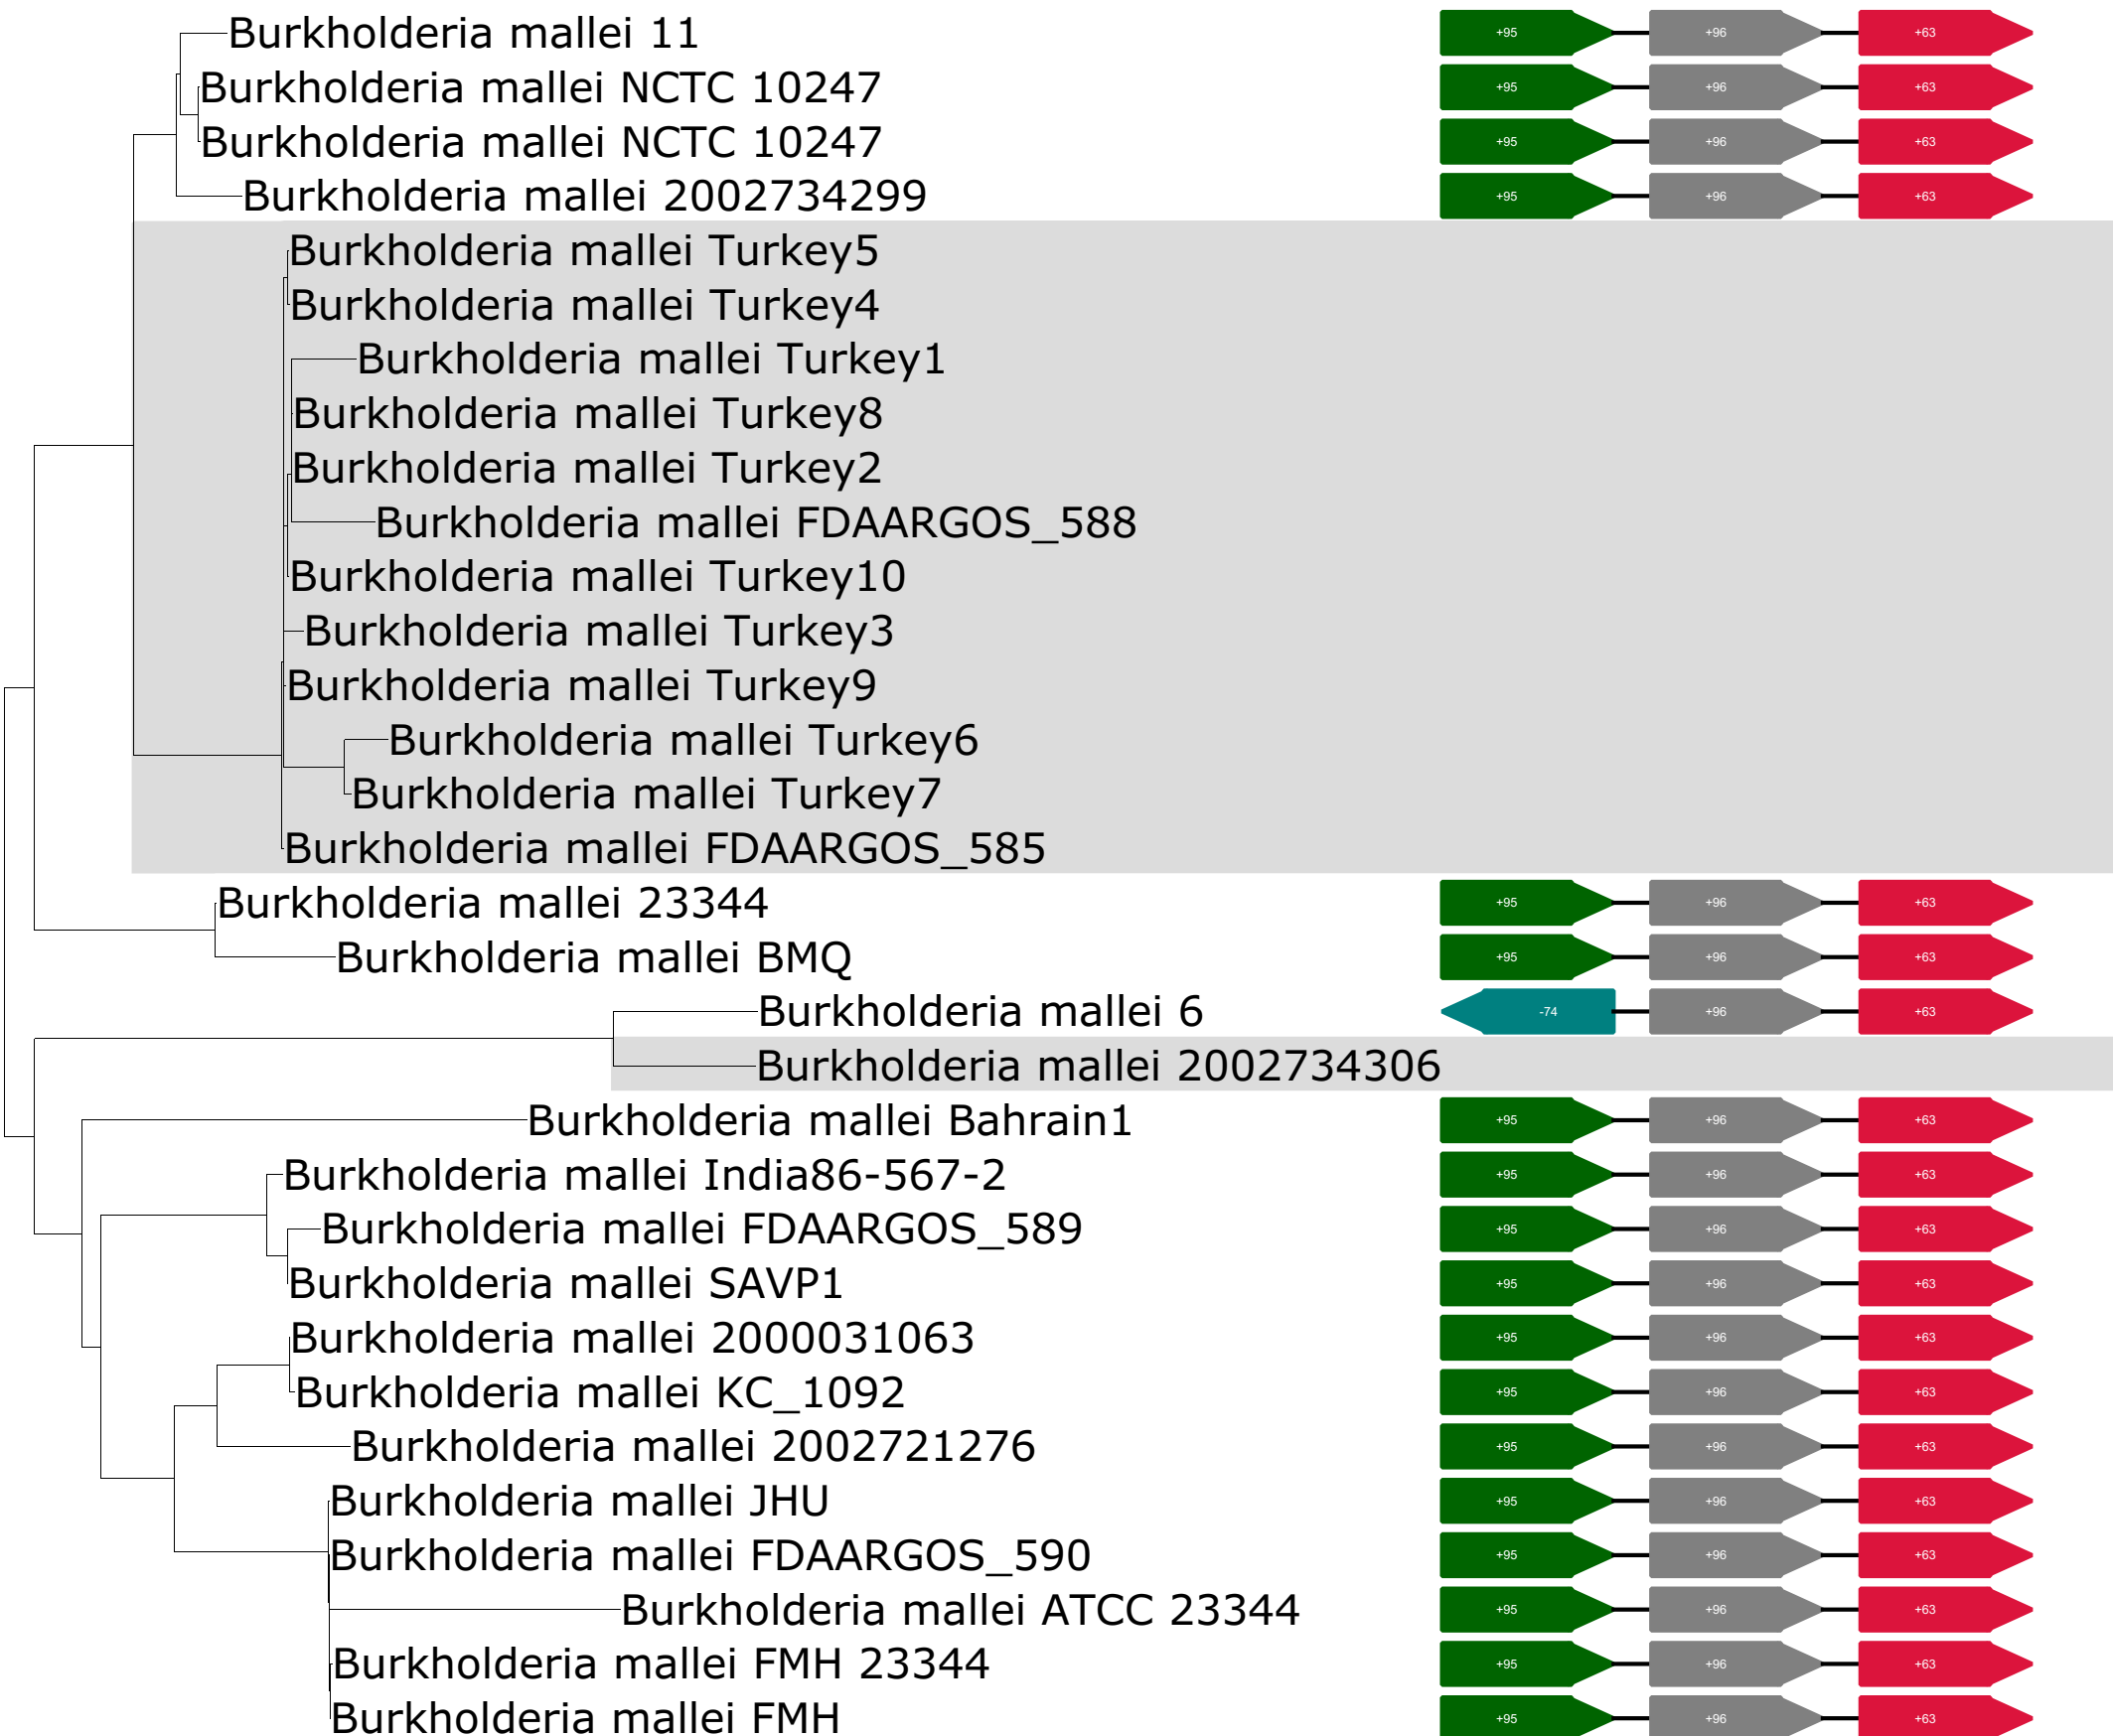 Burkholderia mallei 11 +95 +96 +63
Burkholderia mallei NCTC 10247 +95 +96 +63
Burkholderia mallei NCTC 10247 +95 +96 +63
Burkholderia mallei 2002734299 +95 +96 +63
Burkholderia mallei Turkey5
Burkholderia mallei Turkey4
Burkholderia mallei Turkey1
Burkholderia mallei Turkey8
Burkholderia mallei Turkey2
Burkholderia mallei FDAARGOS_588
Burkholderia mallei Turkey10
Burkholderia mallei Turkey3
Burkholderia mallei Turkey9
Burkholderia mallei Turkey6
Burkholderia mallei Turkey7
Burkholderia mallei FDAARGOS_585
Burkholderia mallei 23344 +95 +96 +63
Burkholderia mallei BMQ +95 +96 +63
Burkholderia mallei 6 -74 +96 +63
Burkholderia mallei 2002734306
Burkholderia mallei Bahrain1 +95 +96 +63
Burkholderia mallei India86-567-2 +95 +96 +63
Burkholderia mallei FDAARGOS_589 +95 +96 +63
Burkholderia mallei SAVP1 +95 +96 +63
Burkholderia mallei 2000031063 +95 +96 +63
Burkholderia mallei KC_1092 +95 +96 +63
Burkholderia mallei 2002721276 +95 +96 +63
Burkholderia mallei JHU +95 +96 +63
Burkholderia mallei FDAARGOS_590 +95 +96 +63
Burkholderia mallei ATCC 23344 +95 +96 +63
Burkholderia mallei FMH 23344 +95 +96 +63
Burkholderia mallei FMH +95 +96 +63